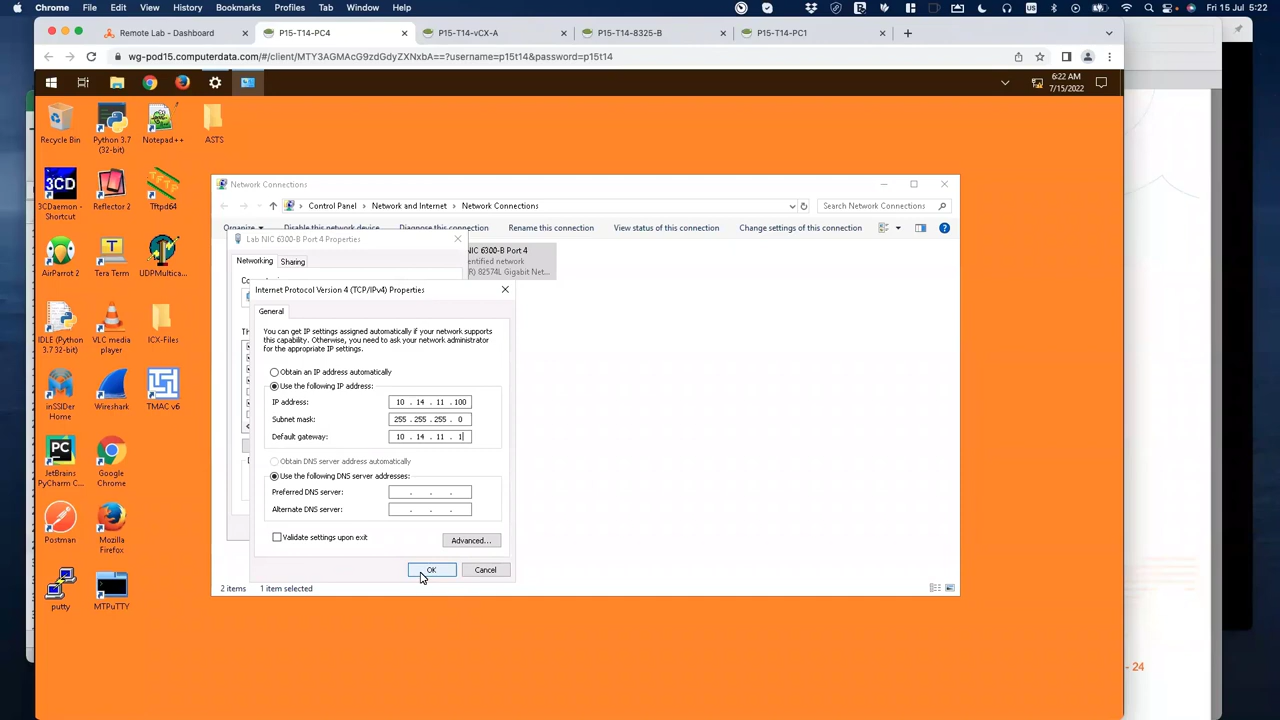 Chrome File Edit View History Bookmarks Profiles Tab Window Help Fri 15 Jul 5:22
Remote Lab - Dashboard
P15-T14-PC4
P15-T14-vCX-A
P15-T14-8325-B
P15-T14-PC1
wg-pod15.computerdata.com/#/client/MTY3AGMAcG9zdGdyZXNxbA==?username=p15t14&password=p15t14
6:22 AM
7/15/2022
Recycle Bin
Python 3.7
(32-bit)
Notepad++
ASTS
3CDaemon -
Shortcut
Reflector 2
Tftpd64
AirParrot 2
Tera Term
UDPMultica...
IDLE (Python
3.7 32-bit)
VLC media
player
ICX-Files
inSSIDer
Home
Wireshark
TMAC v6
JetBrains
PyCharm C...
Google
Chrome
Postman
Mozilla
Firefox
putty
MTPuTTY
Network Connections
Control Panel > Network and Internet > Network Connections
Search Network Connections
Organize
Disable this network device
Diagnose this connection
Rename this connection
View status of this connection
Change settings of this connection
Lab NIC 6300-B Port 4 Properties
NIC 6300-B Port 4
entified network
(R) 82574L Gigabit Net...
Networking
Sharing
Internet Protocol Version 4 (TCP/IPv4) Properties
General
You can get IP settings assigned automatically if your network supports
this capability. Otherwise, you need to ask your network administrator
for the appropriate IP settings.
Obtain an IP address automatically
Use the following IP address:
IP address: 10 . 14 . 11 . 100
Subnet mask: 255 . 255 . 255 . 0
Default gateway: 10 . 14 . 11 . 1
Obtain DNS server address automatically
Use the following DNS server addresses:
Preferred DNS server: . . .
Alternate DNS server: . . .
Validate settings upon exit
Advanced...
OK
Cancel
2 items
1 item selected
- 24